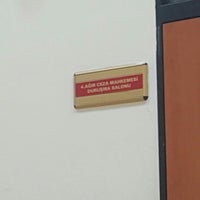 4.AĞIR CEZA MAHKEMESİ
DURUŞMA SALONU